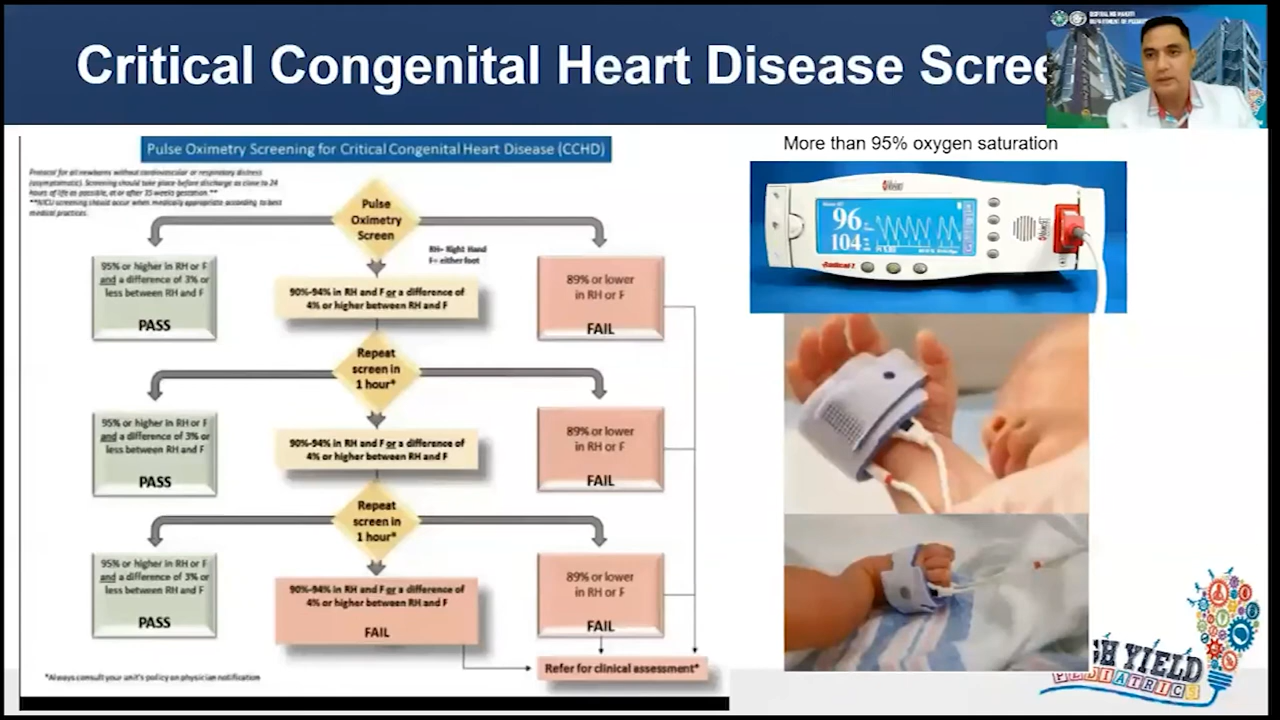 Critical Congenital Heart Disease Scree
Pulse Oximetry Screening for Critical Congenital Heart Disease (CCHD)
Protocol for all newborns without cardiovascular or respiratory distress
(asymptomatic). Screening should take place before discharge as close to 24
hours of life as possible, at or after 35 weeks gestation.**
**NICU screening should occur when medically appropriate according to best
medical practices.
Pulse
Oximetry
Screen
RH= Right Hand
F= either foot
95% or higher in RH or F
and a difference of 3% or
less between RH and F
PASS
90%-94% in RH and F or a difference of
4% or higher between RH and F
89% or lower
in RH or F
FAIL
Repeat
screen in
1 hour*
95% or higher in RH or F
and a difference of 3% or
less between RH and F
PASS
90%-94% in RH and F or a difference of
4% or higher between RH and F
89% or lower
in RH or F
FAIL
Repeat
screen in
1 hour*
95% or higher in RH or F
and a difference of 3% or
less between RH and F
PASS
90%-94% in RH and F or a difference of
4% or higher between RH and F
FAIL
89% or lower
in RH or F
FAIL
Refer for clinical assessment*
*Always consult your unit's policy on physician notification
More than 95% oxygen saturation
96
104
Radical-7
GH YIELD
PEDIATRICS